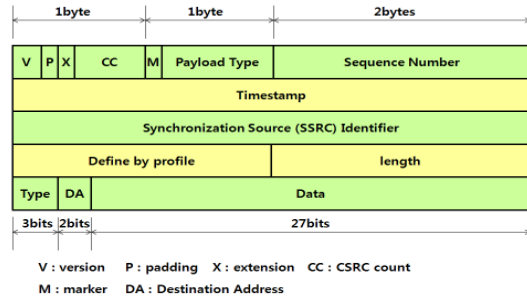 1byte 1byte 2bytes
V P X CC M Payload Type Sequence Number
Timestamp
Synchronization Source (SSRC) Identifier
Define by profile length
Type DA Data
3bits 2bits 27bits
V : version P : padding X : extension CC : CSRC count
M : marker DA : Destination Address